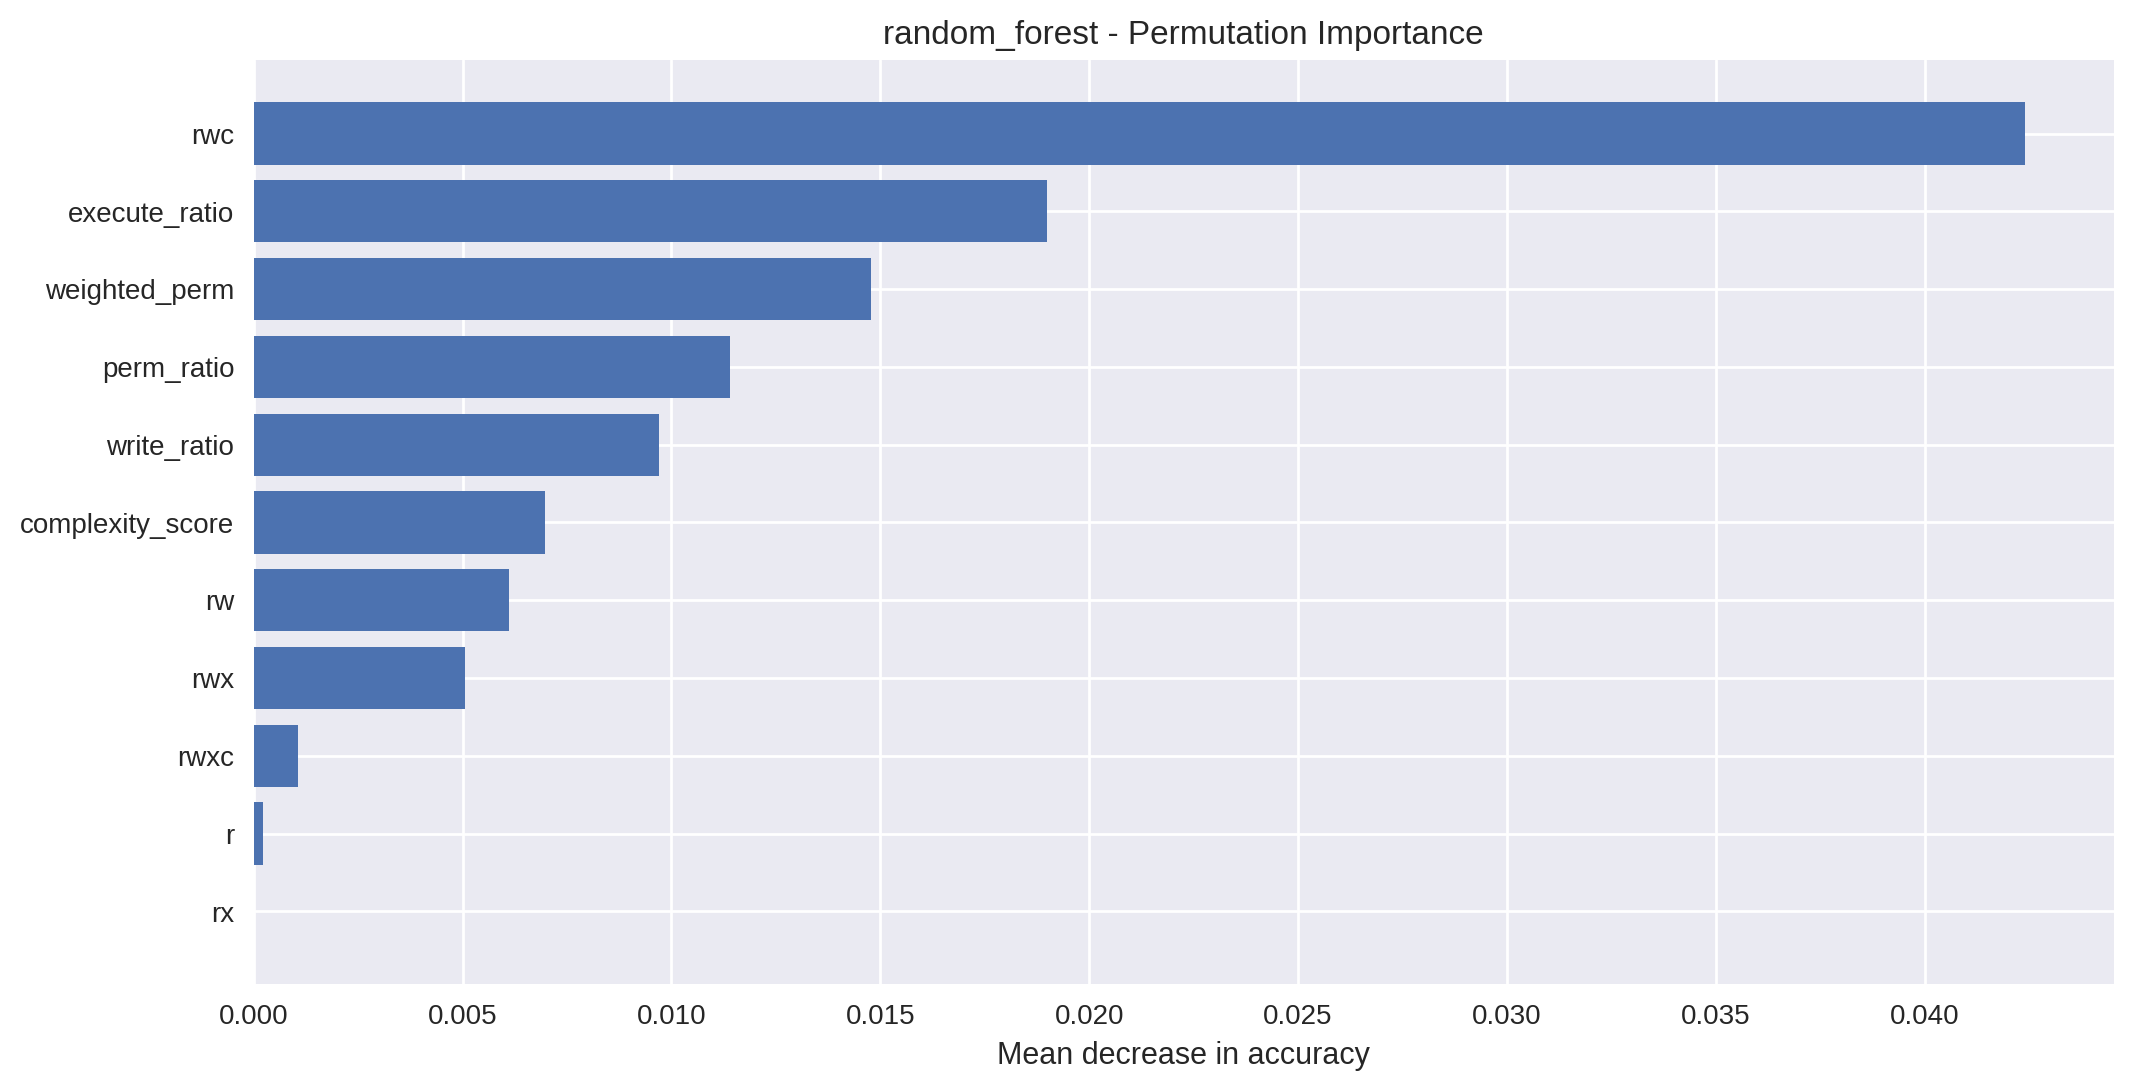 random_forest - Permutation Importance
rwc
execute_ratio
weighted_perm
perm_ratio
write_ratio
complexity_score
rw
rwx
rwxc
r
rx
0.000 0.005 0.010 0.015 0.020 0.025 0.030 0.035 0.040
Mean decrease in accuracy